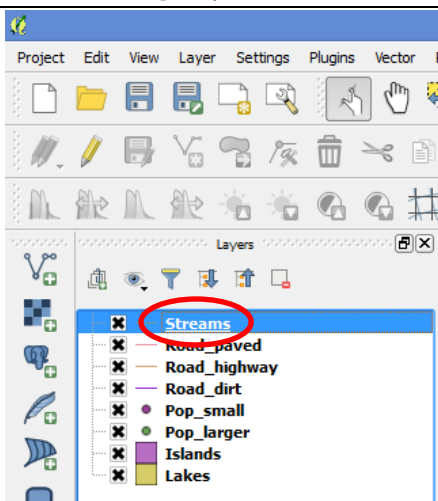 Project Edit View Layer Settings Plugins Vector
Layers
Streams
Road_paved
Road_highway
Road_dirt
Pop_small
Pop_larger
Islands
Lakes